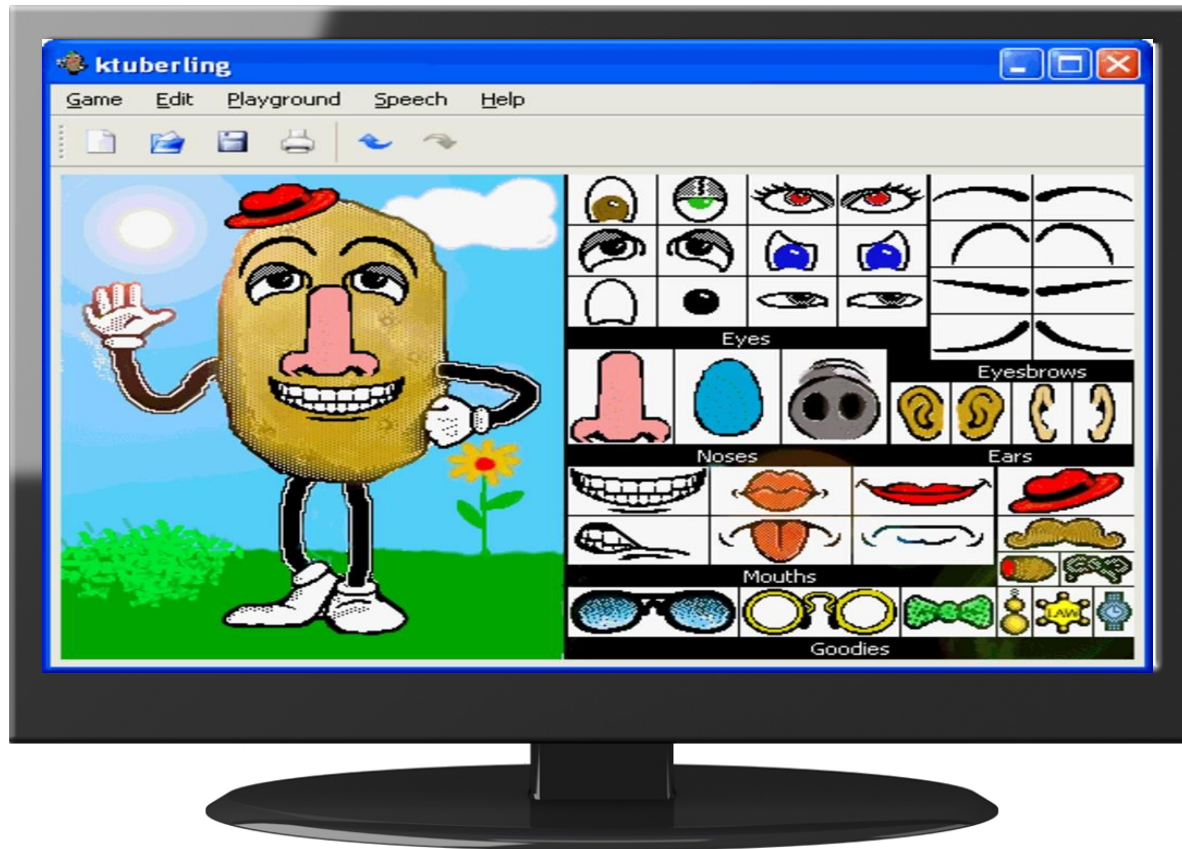 ktuberling
Game Edit Playground Speech Help
Eyes
Eyesbrows
Noses
Ears
Mouths
LAW
Goodies